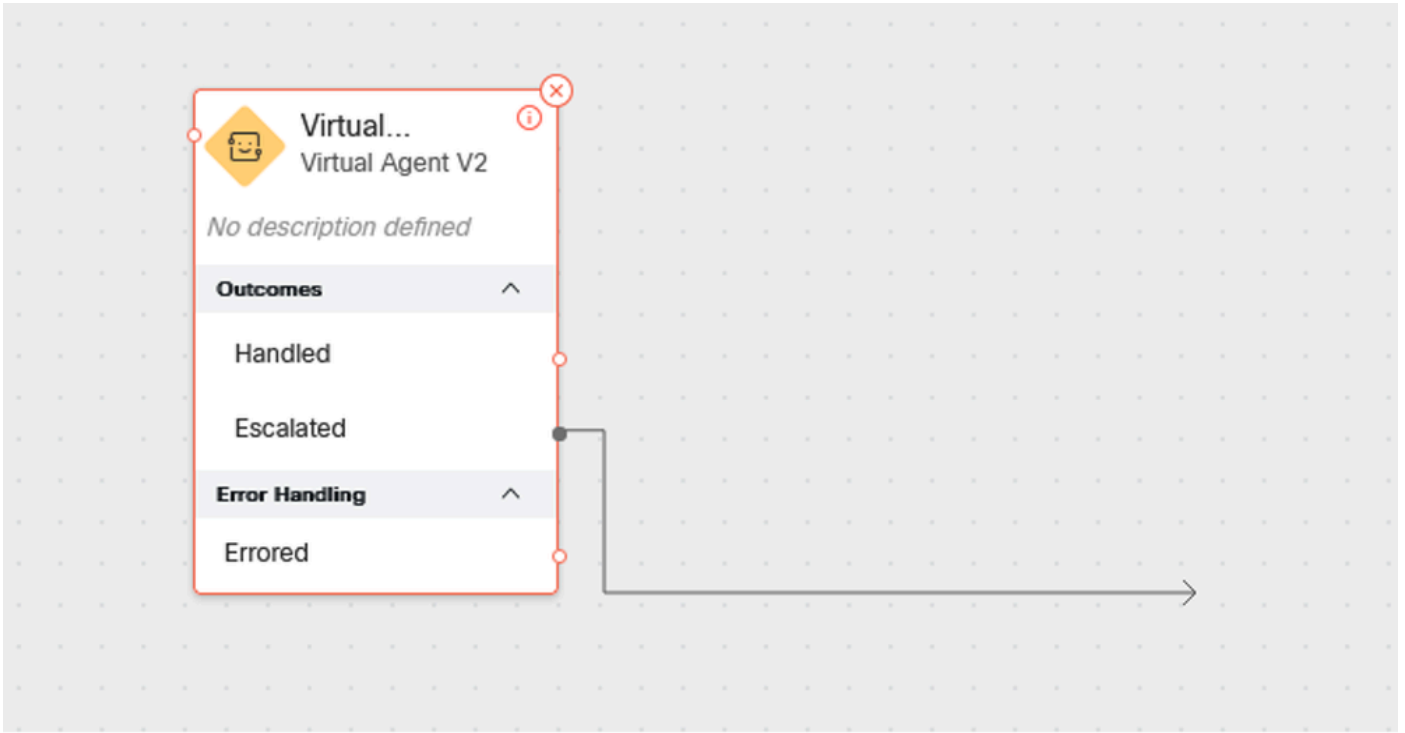 Virtual...
Virtual Agent V2
No description defined
Outcomes
Handled
Escalated
Error Handling
Errored